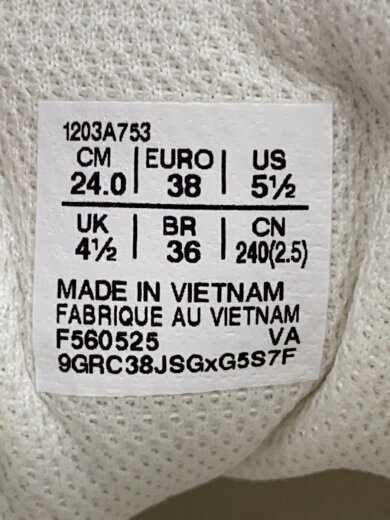 1203A753
CM | EURO | US
24.0 | 38 | 5½
UK | BR | CN
4½ | 36 | 240(2.5)
MADE IN VIETNAM
FABRIQUE AU VIETNAM
F560525 VA
9GRC38JSGxG5S7F